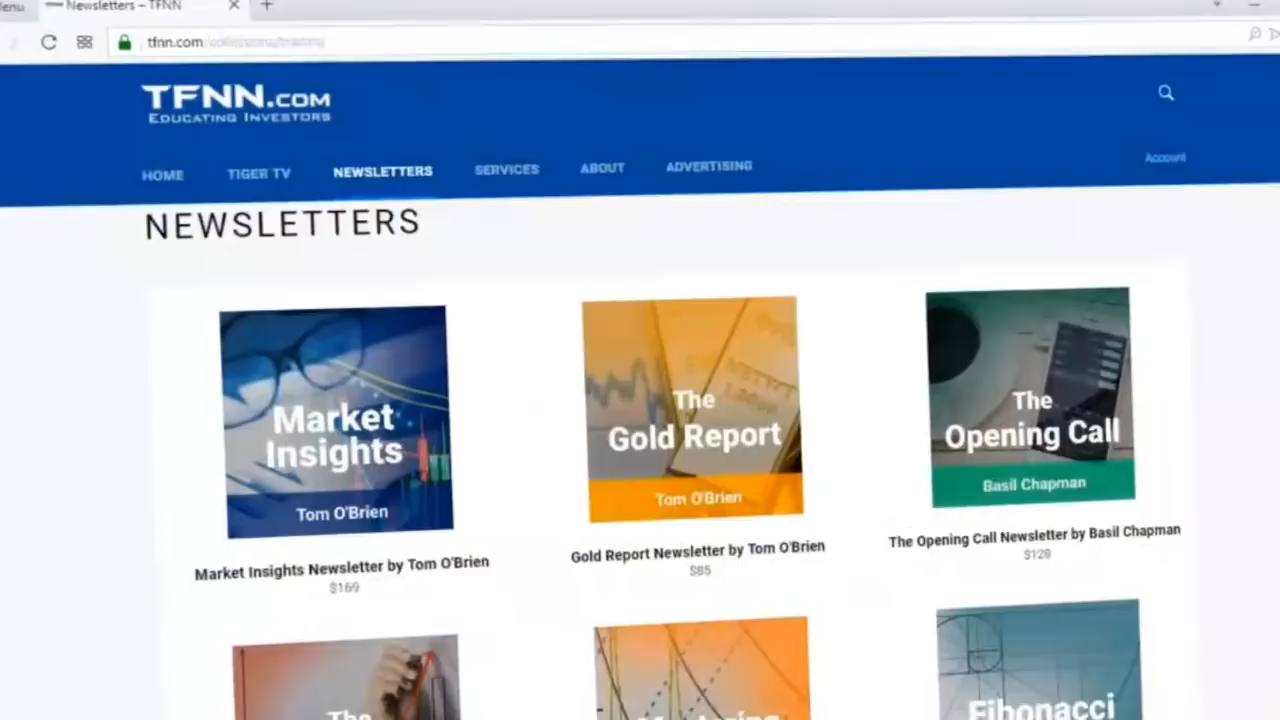 Newsletters – TFNN
tfnn.com
TFNN.COM
EDUCATING INVESTORS
HOME
TIGER TV
NEWSLETTERS
SERVICES
ABOUT
ADVERTISING
Account
NEWSLETTERS
Market
Insights
Tom O'Brien
Market Insights Newsletter by Tom O'Brien
$169
The
Gold Report
Tom O'Brien
Gold Report Newsletter by Tom O'Brien
$85
The
Opening Call
Basil Chapman
The Opening Call Newsletter by Basil Chapman
$128
The
Fibonacci